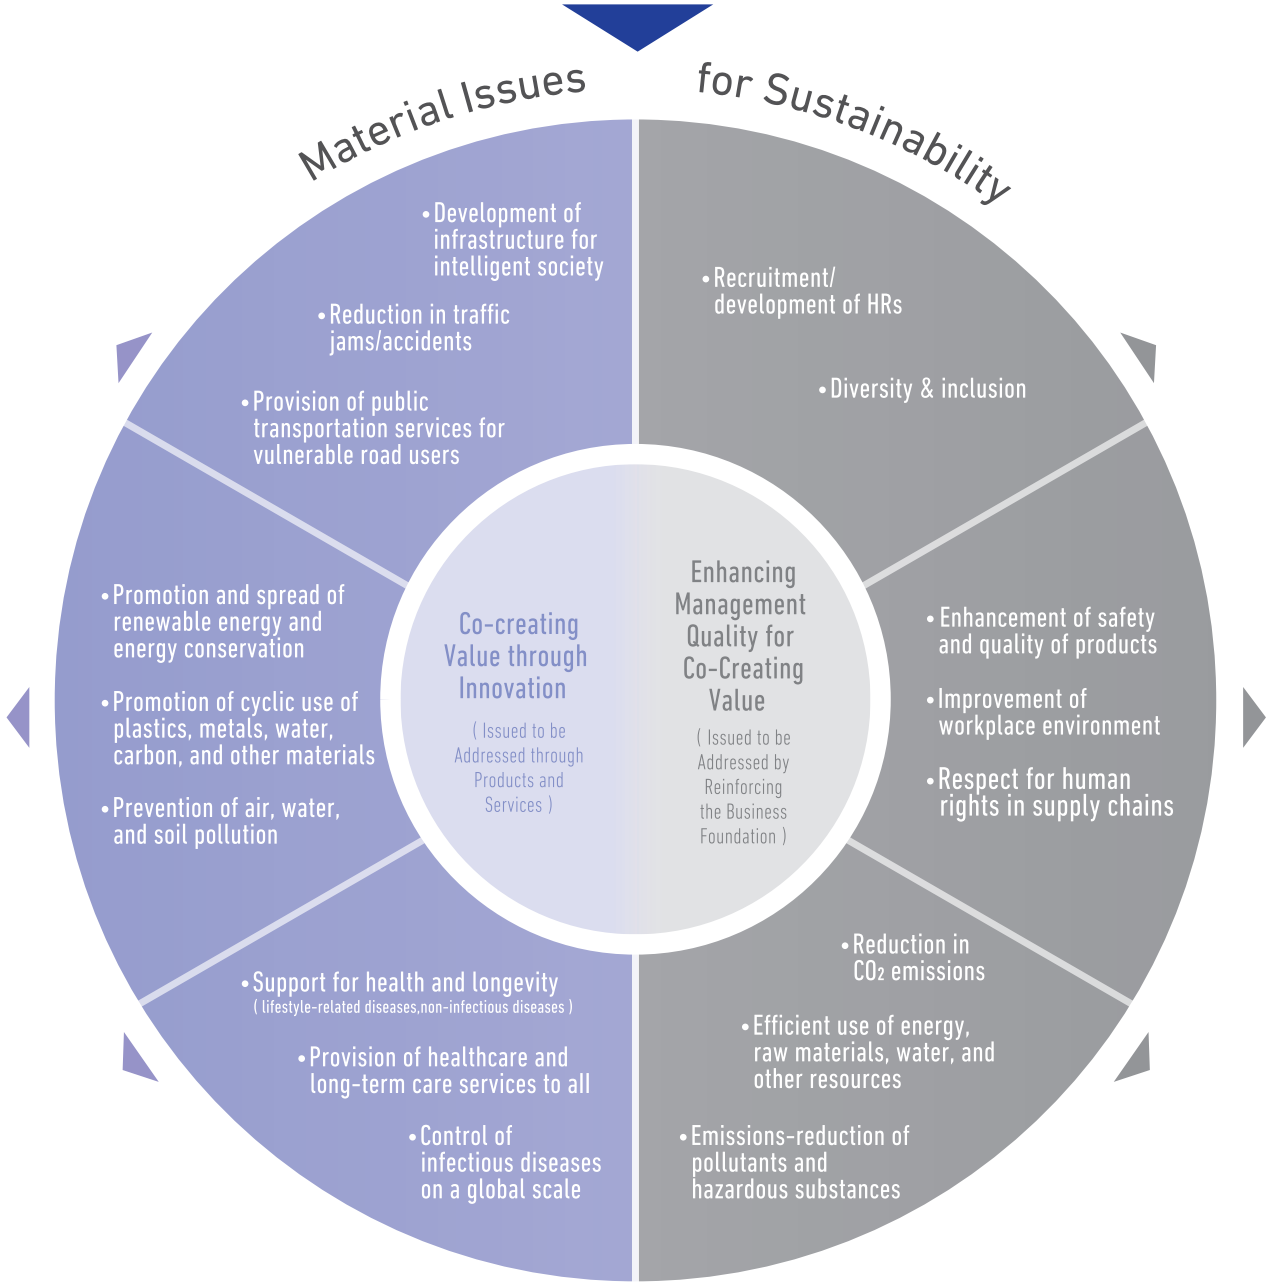 Material Issues for Sustainability
• Development of
infrastructure for
intelligent society
• Reduction in traffic
jams/accidents
• Provision of public
transportation services for
vulnerable road users
• Promotion and spread of
renewable energy and
energy conservation
• Promotion of cyclic use of
plastics, metals, water,
carbon, and other materials
• Prevention of air, water,
and soil pollution
• Support for health and longevity
( lifestyle-related diseases,non-infectious diseases )
• Provision of healthcare and
long-term care services to all
• Control of
infectious diseases
on a global scale
Co-creating
Value through
Innovation
( Issued to be
Addressed through
Products and
Services )
Enhancing
Management
Quality for
Co-Creating
Value
( Issued to be
Addressed by
Reinforcing
the Business
Foundation )
• Recruitment/
development of HRs
• Diversity & inclusion
• Enhancement of safety
and quality of products
• Improvement of
workplace environment
• Respect for human
rights in supply chains
• Reduction in
CO2 emissions
• Efficient use of energy,
raw materials, water, and
other resources
• Emissions-reduction of
pollutants and
hazardous substances